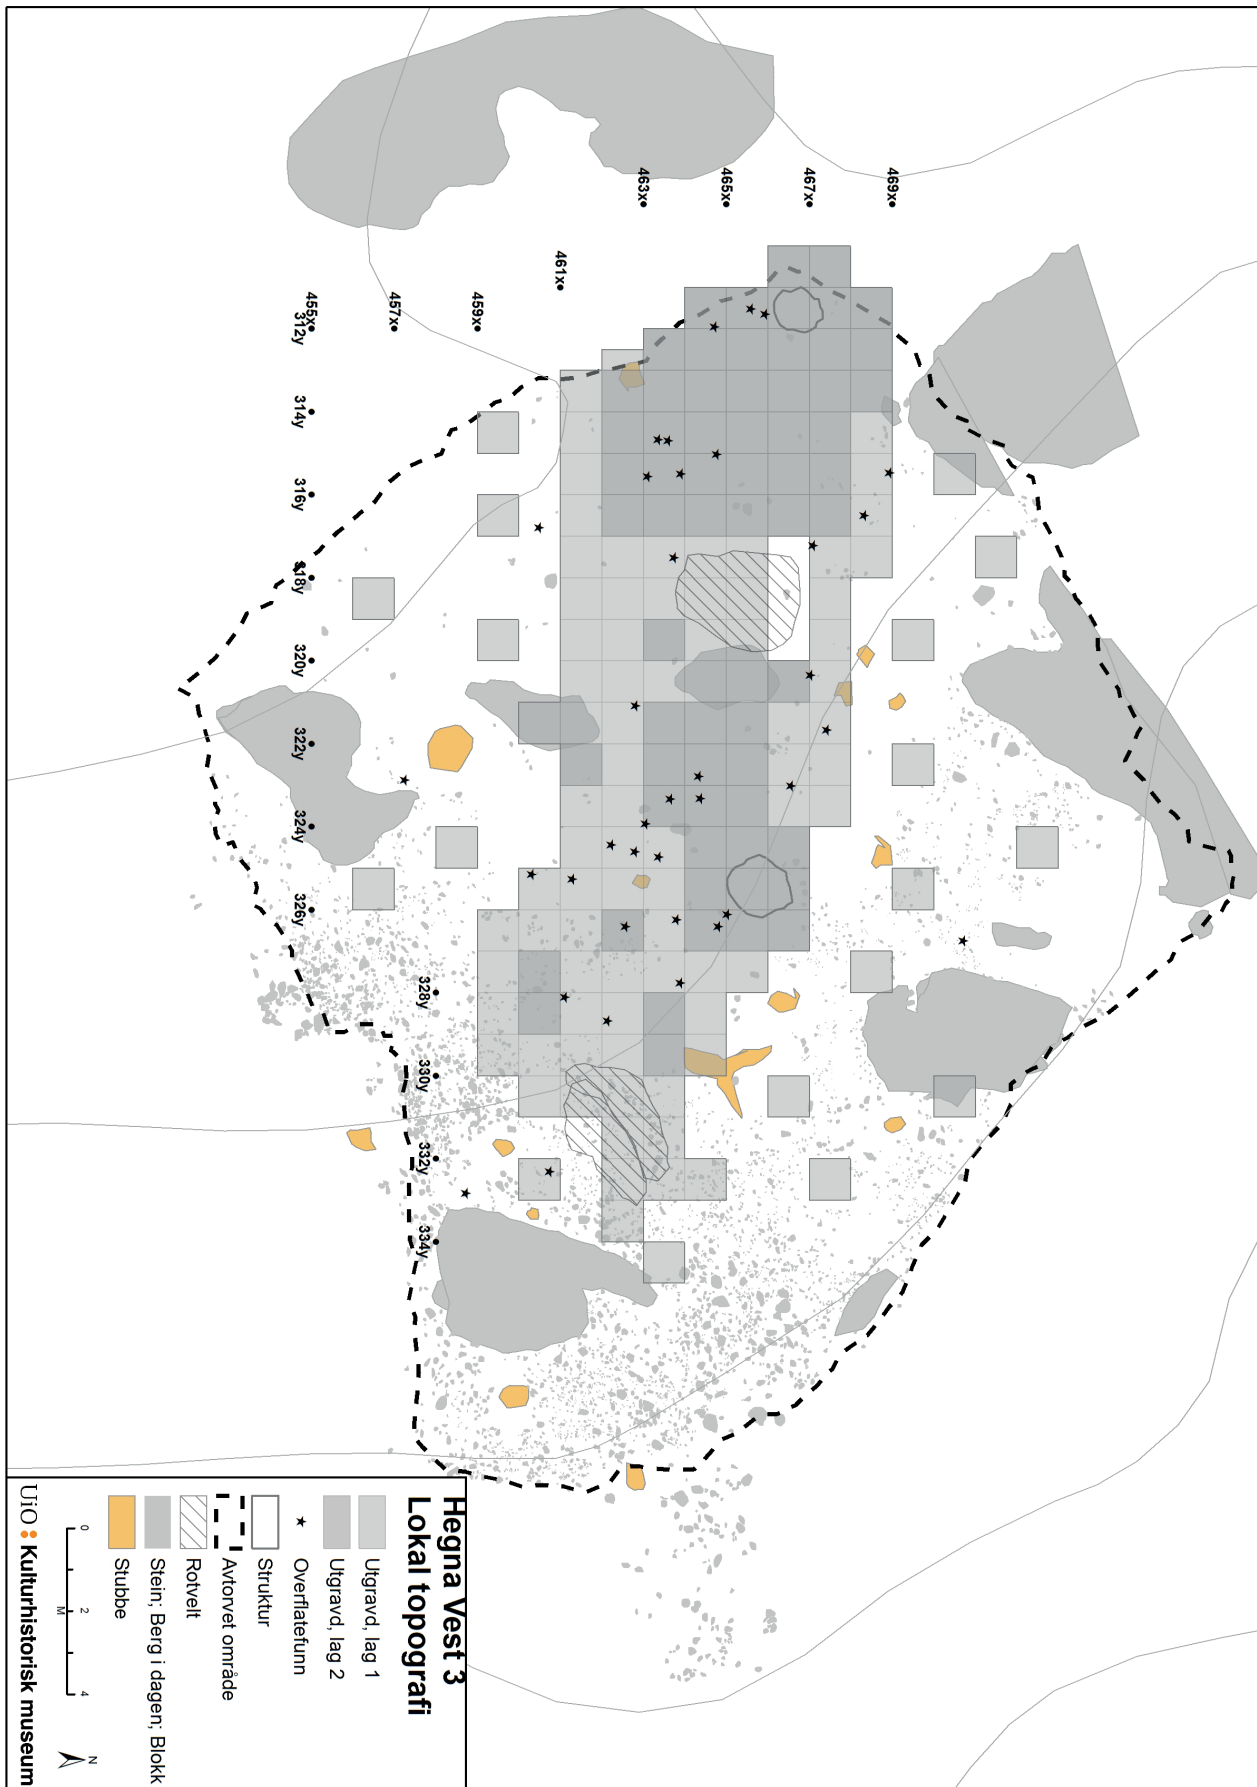 463x
465x
467x
469x
461x
459x
457x
455x
312y
314y
316y
318y
320y
322y
324y
326y
328y
330y
332y
334y
Hegna Vest 3
Lokal topografi
Utgravd, lag 1
Utgravd, lag 2
Overflatefunn
Struktur
Avtorvet område
Rotvelt
Stein; Berg i dagen; Blokk
Stubbe
0 2 4
M
N
UiO : Kulturhistorisk museum